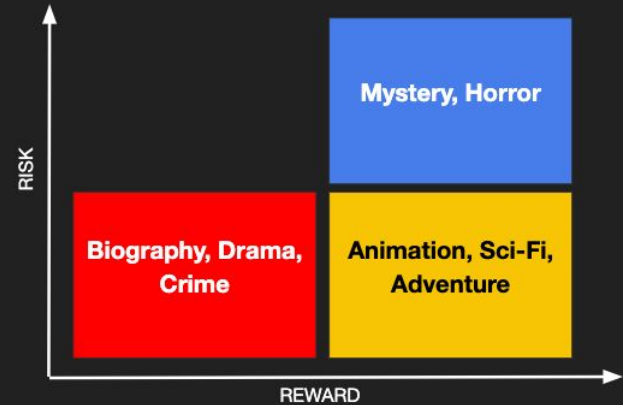 Mystery, Horror
RISK
Biography, Drama,
Crime
Animation, Sci-Fi,
Adventure
REWARD